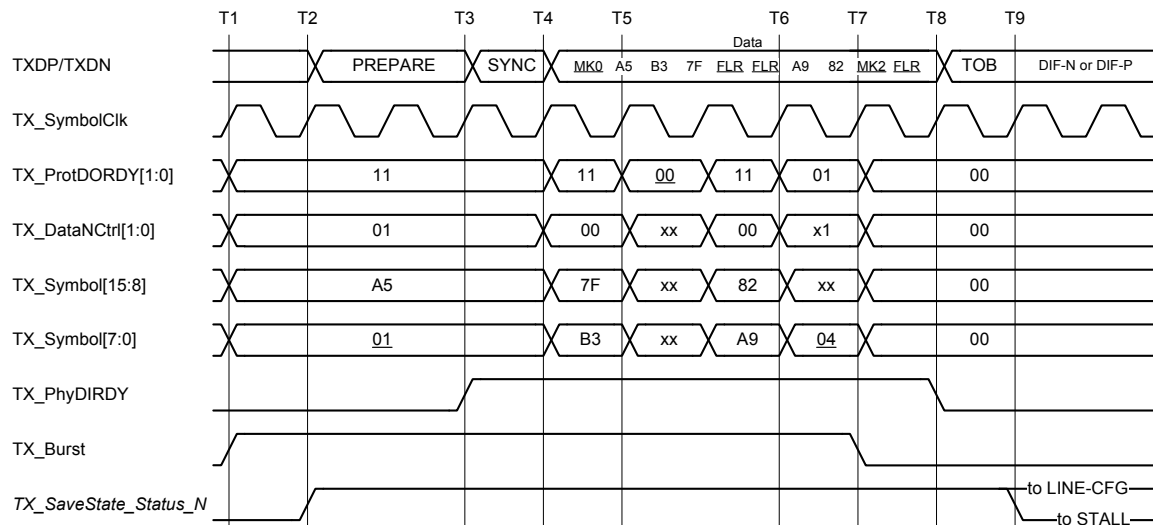 T1 T2 T3 T4 T5 T6 T7 T8 T9
Data
TXDP/TXDN PREPARE SYNC MK0 A5 B3 7F FLR FLR A9 82 MK2 FLR TOB DIF-N or DIF-P
TX_SymbolClk
TX_ProtDORDY[1:0] 11 11 00 11 01 00
TX_DataNCtrl[1:0] 01 00 xx 00 x1 00
TX_Symbol[15:8] A5 7F xx 82 xx 00
TX_Symbol[7:0] 01 B3 xx A9 04 00
TX_PhyDIRDY
TX_Burst
to LINE-CFG
TX_SaveState_Status_N
to STALL